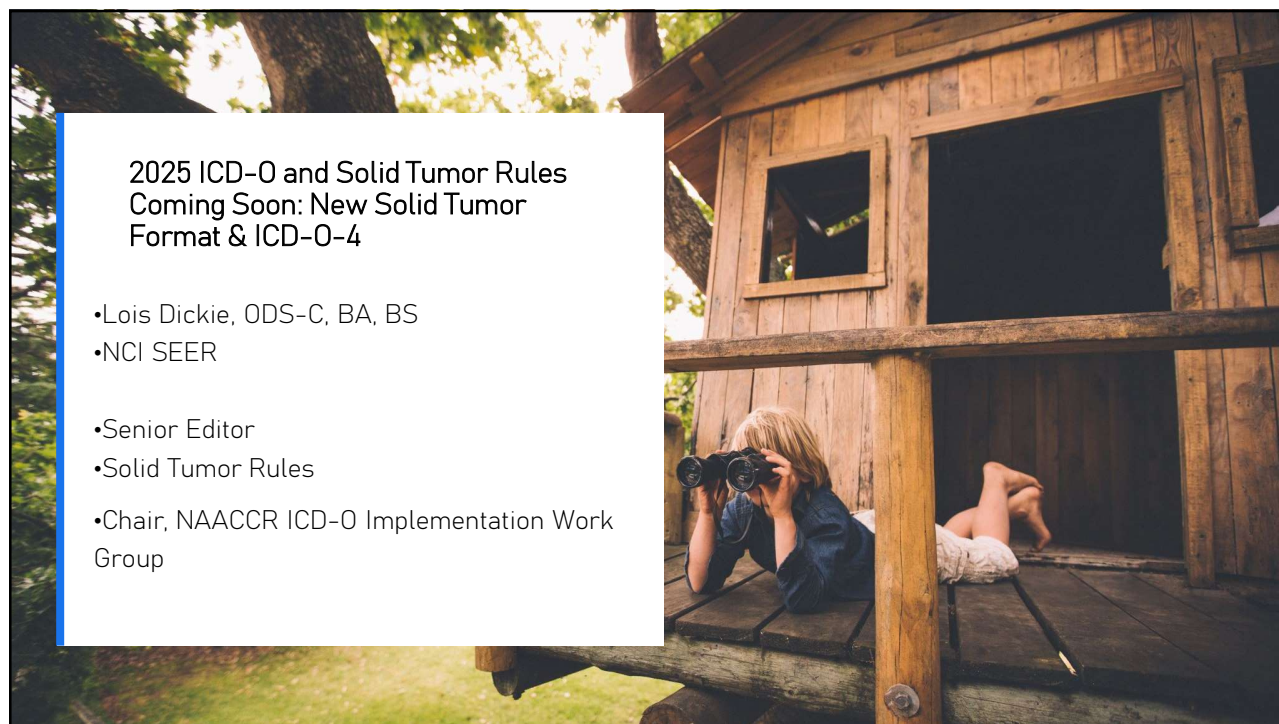 2025 ICD-O and Solid Tumor Rules
Coming Soon: New Solid Tumor
Format & ICD-O-4
•Lois Dickie, ODS-C, BA, BS
•NCI SEER
•Senior Editor
•Solid Tumor Rules
•Chair, NAACCR ICD-O Implementation Work
Group